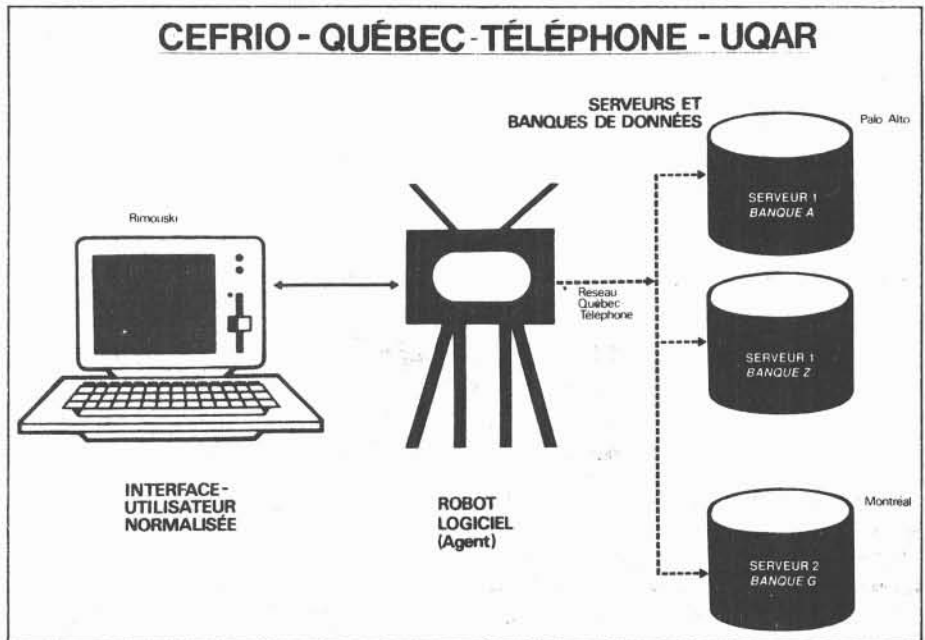 CEFRIO - QUÉBEC-TÉLÉPHONE - UQAR
SERVEURS ET
BANQUES DE DONNÉES
Palo Alto
SERVEUR 1
BANQUE A
Rimouski
Reseau
Québec-
Téléphone
SERVEUR 1
BANQUE Z
INTERFACE-
UTILISATEUR
NORMALISÉE
ROBOT
LOGICIEL
(Agent)
Montréal
SERVEUR 2
BANQUE G